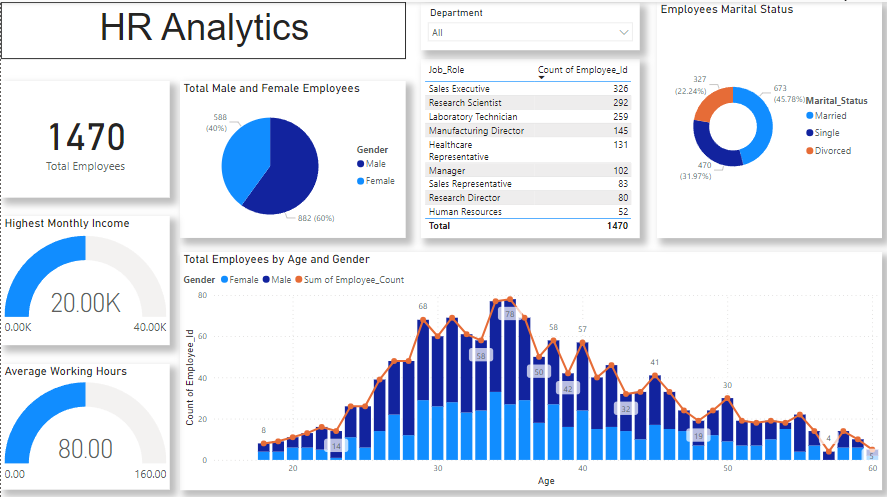 HR Analytics
Department
All
Employees Marital Status
327
(22.24%)
673
(45.78%)
470
(31.97%)
Marital_Status
Married
Single
Divorced
1470
Total Employees
Total Male and Female Employees
588
(40%)
882 (60%)
Gender
Male
Female
Job_Role Count of Employee_Id
Sales Executive 326
Research Scientist 292
Laboratory Technician 259
Manufacturing Director 145
Healthcare 131
Representative
Manager 102
Sales Representative 83
Research Director 80
Human Resources 52
Total 1470
Highest Monthly Income
20.00K
0.00K 40.00K
Average Working Hours
80.00
0.00 160.00
Total Employees by Age and Gender
Gender Female Male Sum of Employee_Count
Count of Employee_Id
80
60
40
20
0
8
14
68
58
78
50
58
42
57
32
41
19
30
4
5
20 30 40 50 60
Age